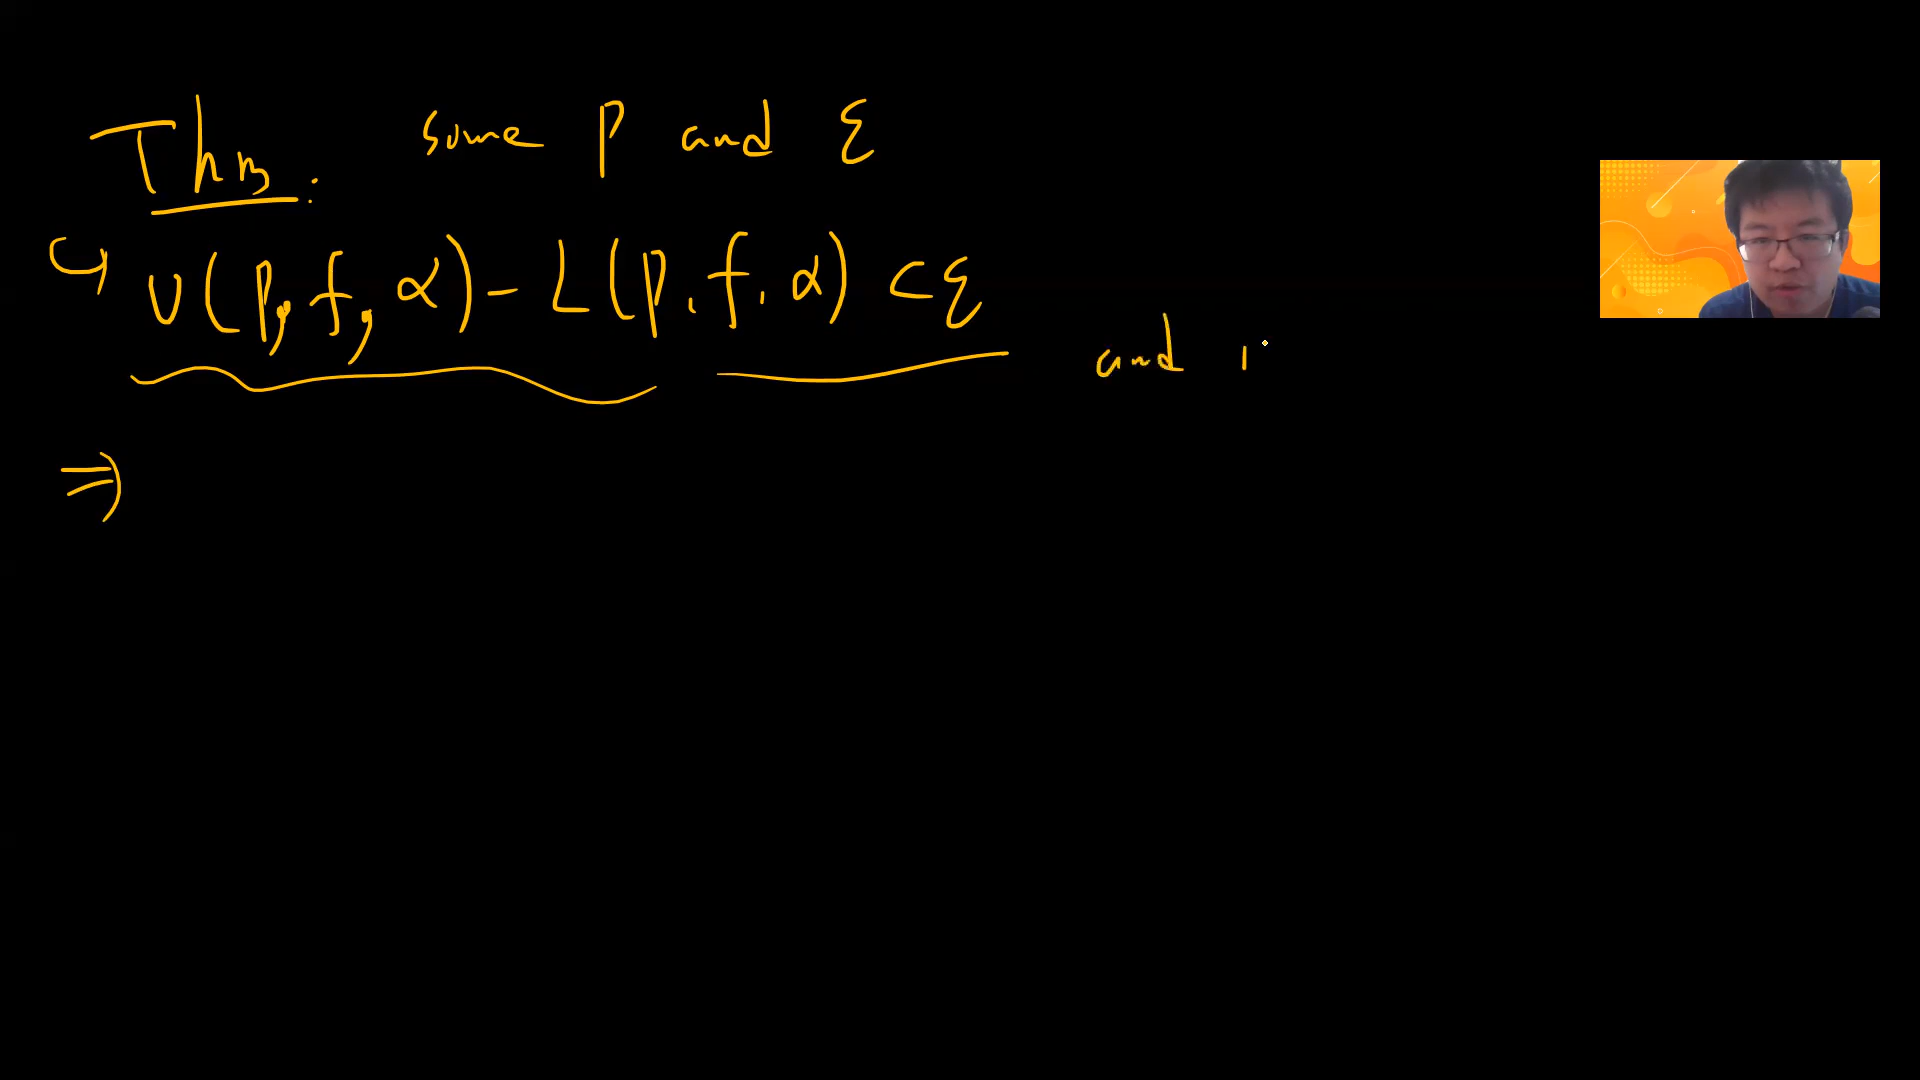 Thm: some P and ε
U(P, f, α) - L(P, f, α) < ε
and
⇒